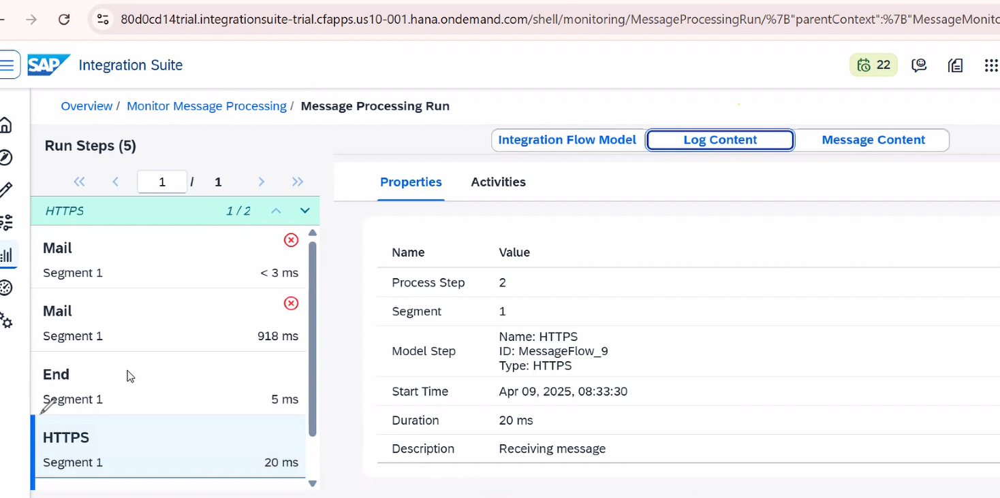 80d0cd14trial.integrationsuite-trial.cfapps.us10-001.hana.ondemand.com/shell/monitoring/MessageProcessingRun/%7B"parentContext":%7B"MessageMonito
SAP Integration Suite
22
Overview / Monitor Message Processing / Message Processing Run
Run Steps (5)
Integration Flow Model
Log Content
Message Content
1 / 1
Properties
Activities
HTTPS 1 / 2
Mail
Segment 1 < 3 ms
Mail
Segment 1 918 ms
End
Segment 1 5 ms
HTTPS
Segment 1 20 ms
Name Value
Process Step 2
Segment 1
Model Step
Name: HTTPS
ID: MessageFlow_9
Type: HTTPS
Start Time Apr 09, 2025, 08:33:30
Duration 20 ms
Description Receiving message